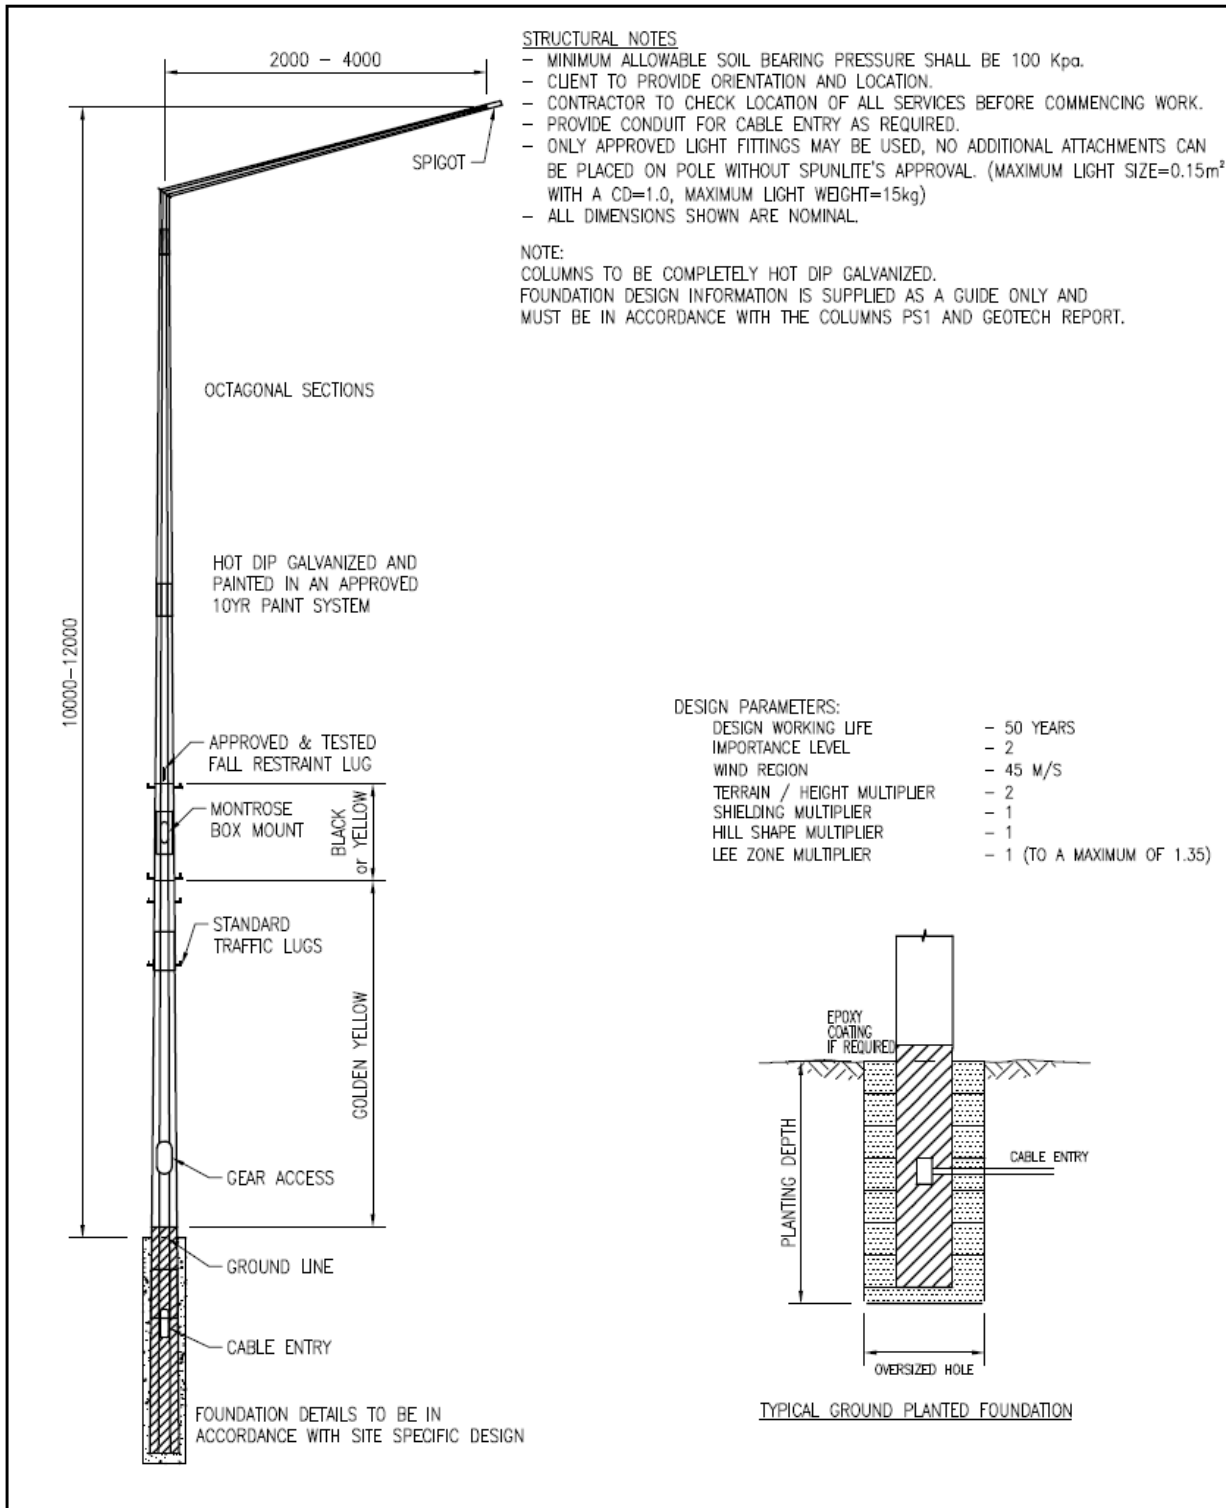 STRUCTURAL NOTES
- MINIMUM ALLOWABLE SOIL BEARING PRESSURE SHALL BE 100 Kpa.
- CLIENT TO PROVIDE ORIENTATION AND LOCATION.
- CONTRACTOR TO CHECK LOCATION OF ALL SERVICES BEFORE COMMENCING WORK.
- PROVIDE CONDUIT FOR CABLE ENTRY AS REQUIRED.
- ONLY APPROVED LIGHT FITTINGS MAY BE USED, NO ADDITIONAL ATTACHMENTS CAN
BE PLACED ON POLE WITHOUT SPUNLITE'S APPROVAL. (MAXIMUM LIGHT SIZE=0.15m²
WITH A CD=1.0, MAXIMUM LIGHT WEIGHT=15kg)
- ALL DIMENSIONS SHOWN ARE NOMINAL.
NOTE:
COLUMNS TO BE COMPLETELY HOT DIP GALVANIZED.
FOUNDATION DESIGN INFORMATION IS SUPPLIED AS A GUIDE ONLY AND
MUST BE IN ACCORDANCE WITH THE COLUMNS PS1 AND GEOTECH REPORT.
2000 - 4000
SPIGOT
OCTAGONAL SECTIONS
HOT DIP GALVANIZED AND
PAINTED IN AN APPROVED
10YR PAINT SYSTEM
10000-12000
APPROVED & TESTED
FALL RESTRAINT LUG
MONTROSE
BOX MOUNT
BLACK
or YELLOW
STANDARD
TRAFFIC LUGS
GOLDEN YELLOW
GEAR ACCESS
GROUND LINE
CABLE ENTRY
FOUNDATION DETAILS TO BE IN
ACCORDANCE WITH SITE SPECIFIC DESIGN
DESIGN PARAMETERS:
DESIGN WORKING LIFE - 50 YEARS
IMPORTANCE LEVEL - 2
WIND REGION - 45 M/S
TERRAIN / HEIGHT MULTIPLIER - 2
SHIELDING MULTIPLIER - 1
HILL SHAPE MULTIPLIER - 1
LEE ZONE MULTIPLIER - 1 (TO A MAXIMUM OF 1.35)
EPOXY
COATING
IF REQUIRED
PLANTING DEPTH
CABLE ENTRY
OVERSIZED HOLE
TYPICAL GROUND PLANTED FOUNDATION